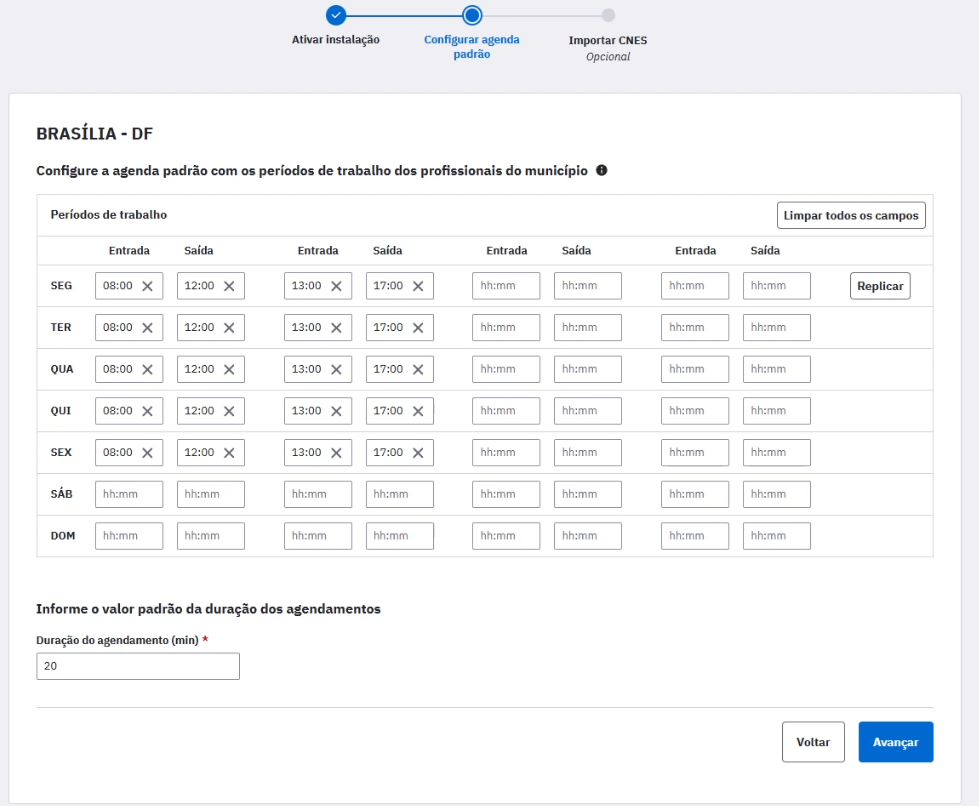 Ativar instalação
Configurar agenda
padrão
Importar CNES
Opcional
BRASÍLIA - DF
Configure a agenda padrão com os períodos de trabalho dos profissionais do município
Períodos de trabalho Limpar todos os campos
Entrada Saída Entrada Saída Entrada Saída Entrada Saída
SEG 08:00 12:00 13:00 17:00 hh:mm hh:mm hh:mm hh:mm Replicar
TER 08:00 12:00 13:00 17:00 hh:mm hh:mm hh:mm hh:mm
QUA 08:00 12:00 13:00 17:00 hh:mm hh:mm hh:mm hh:mm
QUI 08:00 12:00 13:00 17:00 hh:mm hh:mm hh:mm hh:mm
SEX 08:00 12:00 13:00 17:00 hh:mm hh:mm hh:mm hh:mm
SÁB hh:mm hh:mm hh:mm hh:mm hh:mm hh:mm hh:mm hh:mm
DOM hh:mm hh:mm hh:mm hh:mm hh:mm hh:mm hh:mm hh:mm
Informe o valor padrão da duração dos agendamentos
Duração do agendamento (min) *
20
Voltar Avançar